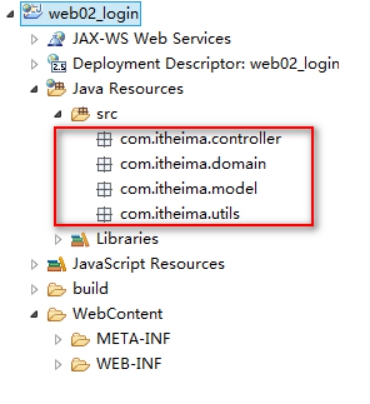 web02_login
JAX-WS Web Services
Deployment Descriptor: web02_login
Java Resources
src
com.itheima.controller
com.itheima.domain
com.itheima.model
com.itheima.utils
Libraries
JavaScript Resources
build
WebContent
META-INF
WEB-INF